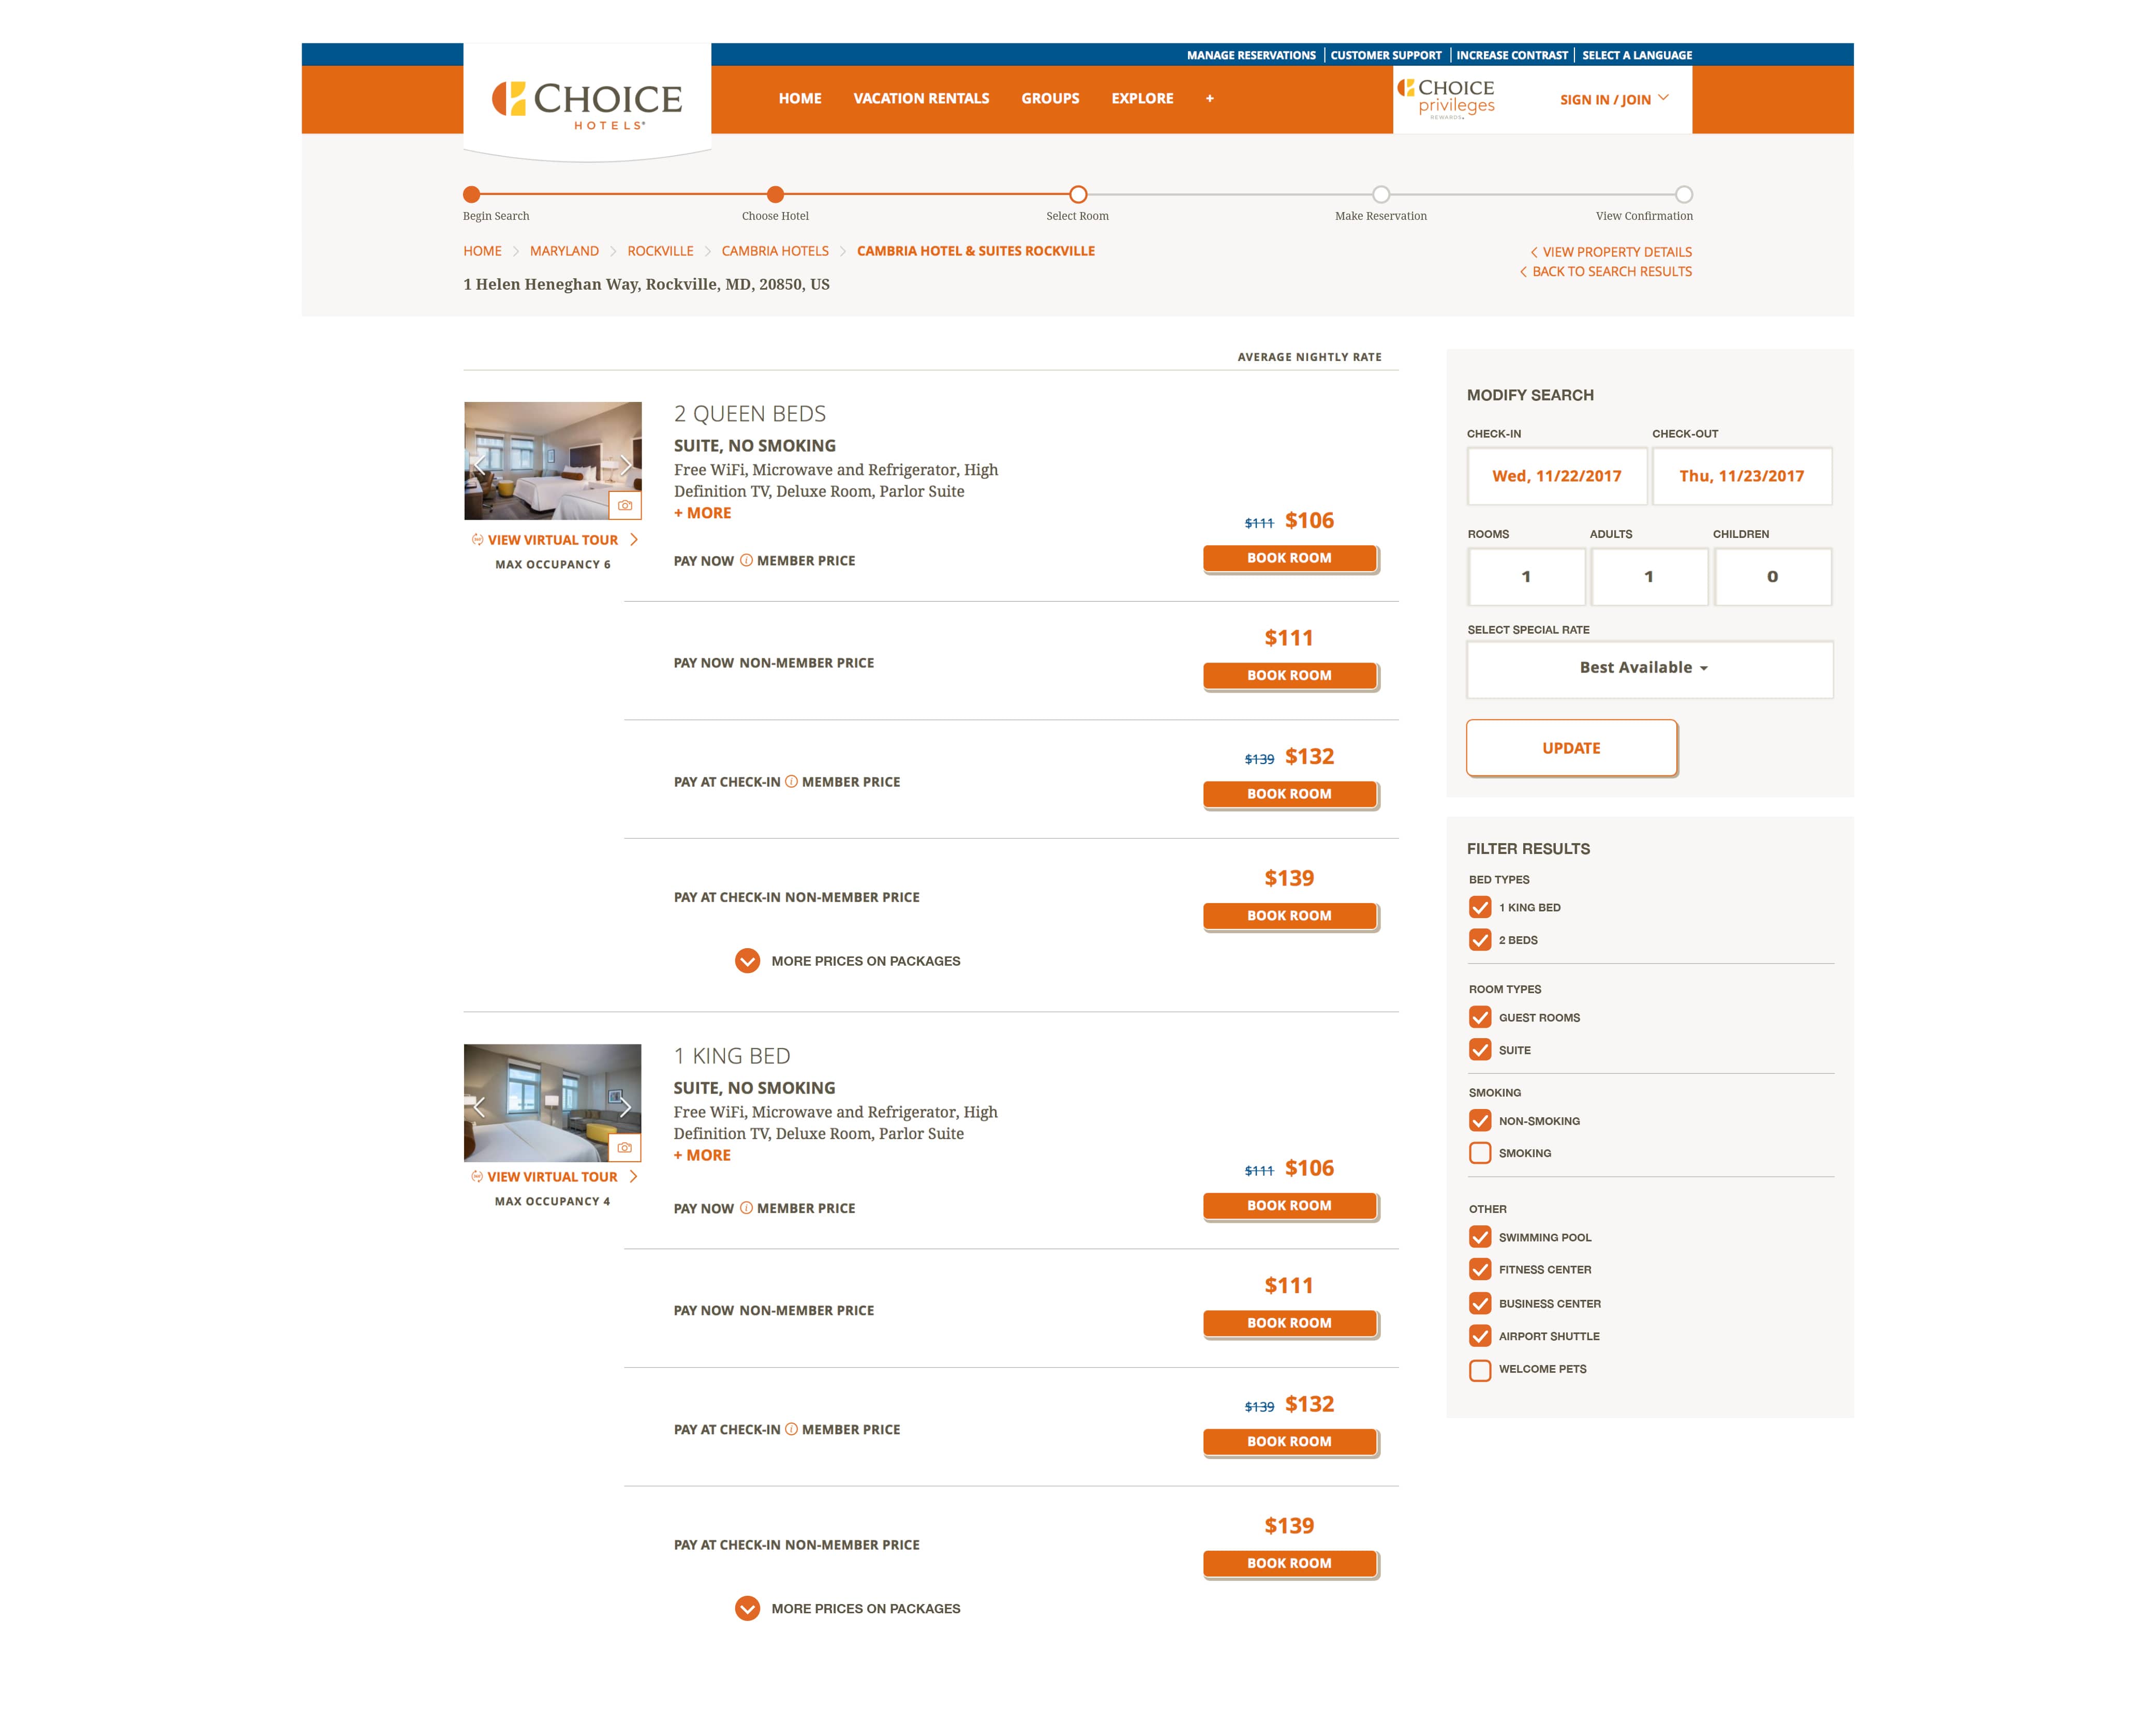 MANAGE RESERVATIONS | CUSTOMER SUPPORT | INCREASE CONTRAST | SELECT A LANGUAGE
CHOICE
HOTELS
HOME VACATION RENTALS GROUPS EXPLORE +
CHOICE
privileges
REWARDS
SIGN IN / JOIN
Begin Search Choose Hotel Select Room Make Reservation View Confirmation
HOME > MARYLAND > ROCKVILLE > CAMBRIA HOTELS > CAMBRIA HOTEL & SUITES ROCKVILLE
< VIEW PROPERTY DETAILS
< BACK TO SEARCH RESULTS
1 Helen Heneghan Way, Rockville, MD, 20850, US
AVERAGE NIGHTLY RATE
2 QUEEN BEDS
SUITE, NO SMOKING
Free WiFi, Microwave and Refrigerator, High
Definition TV, Deluxe Room, Parlor Suite
+ MORE
VIEW VIRTUAL TOUR >
MAX OCCUPANCY 6
PAY NOW i MEMBER PRICE
$111 $106
BOOK ROOM
PAY NOW NON-MEMBER PRICE
$111
BOOK ROOM
PAY AT CHECK-IN i MEMBER PRICE
$139 $132
BOOK ROOM
PAY AT CHECK-IN NON-MEMBER PRICE
$139
BOOK ROOM
MORE PRICES ON PACKAGES
1 KING BED
SUITE, NO SMOKING
Free WiFi, Microwave and Refrigerator, High
Definition TV, Deluxe Room, Parlor Suite
+ MORE
VIEW VIRTUAL TOUR >
MAX OCCUPANCY 4
PAY NOW i MEMBER PRICE
$111 $106
BOOK ROOM
PAY NOW NON-MEMBER PRICE
$111
BOOK ROOM
PAY AT CHECK-IN i MEMBER PRICE
$139 $132
BOOK ROOM
PAY AT CHECK-IN NON-MEMBER PRICE
$139
BOOK ROOM
MORE PRICES ON PACKAGES
MODIFY SEARCH
CHECK-IN CHECK-OUT
Wed, 11/22/2017 Thu, 11/23/2017
ROOMS ADULTS CHILDREN
1 1 0
SELECT SPECIAL RATE
Best Available
UPDATE
FILTER RESULTS
BED TYPES
1 KING BED
2 BEDS
ROOM TYPES
GUEST ROOMS
SUITE
SMOKING
NON-SMOKING
SMOKING
OTHER
SWIMMING POOL
FITNESS CENTER
BUSINESS CENTER
AIRPORT SHUTTLE
WELCOME PETS